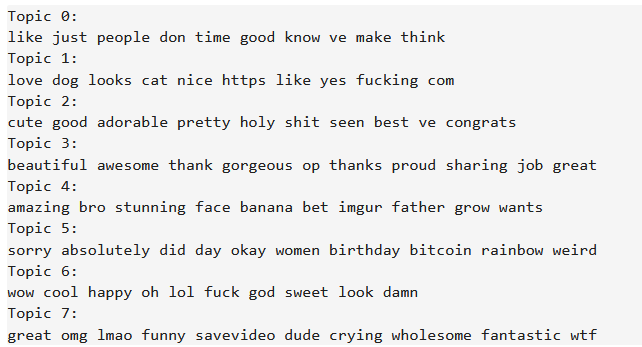 Topic 0:
like just people don time good know ve make think
Topic 1:
love dog looks cat nice https like yes fucking com
Topic 2:
cute good adorable pretty holy shit seen best ve congrats
Topic 3:
beautiful awesome thank gorgeous op thanks proud sharing job great
Topic 4:
amazing bro stunning face banana bet imgur father grow wants
Topic 5:
sorry absolutely did day okay women birthday bitcoin rainbow weird
Topic 6:
wow cool happy oh lol fuck god sweet look damn
Topic 7:
great omg lmao funny savevideo dude crying wholesome fantastic wtf